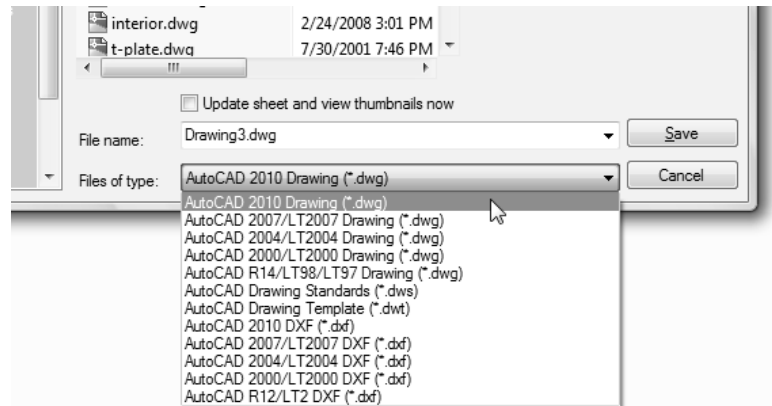 interior.dwg 2/24/2008 3:01 PM
t-plate.dwg 7/30/2001 7:46 PM
Update sheet and view thumbnails now
File name: Drawing3.dwg Save
Files of type: AutoCAD 2010 Drawing (*.dwg) Cancel
AutoCAD 2010 Drawing (*.dwg)
AutoCAD 2007/LT2007 Drawing (*.dwg)
AutoCAD 2004/LT2004 Drawing (*.dwg)
AutoCAD 2000/LT2000 Drawing (*.dwg)
AutoCAD R14/LT98/LT97 Drawing (*.dwg)
AutoCAD Drawing Standards (*.dws)
AutoCAD Drawing Template (*.dwt)
AutoCAD 2010 DXF (*.dxf)
AutoCAD 2007/LT2007 DXF (*.dxf)
AutoCAD 2004/LT2004 DXF (*.dxf)
AutoCAD 2000/LT2000 DXF (*.dxf)
AutoCAD R12/LT2 DXF (*.dxf)